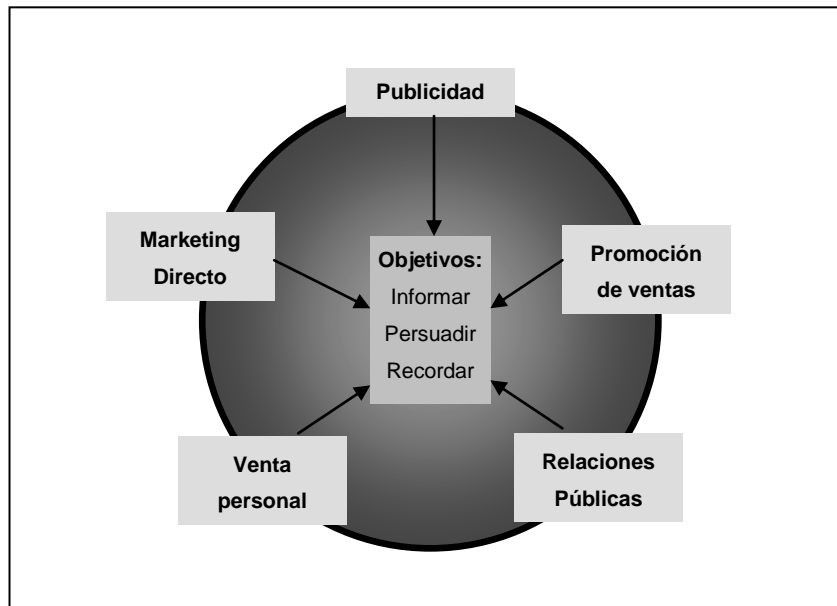 Publicidad
Marketing
Directo
Objetivos:
Informar
Persuadir
Recordar
Promoción
de ventas
Venta
personal
Relaciones
Públicas